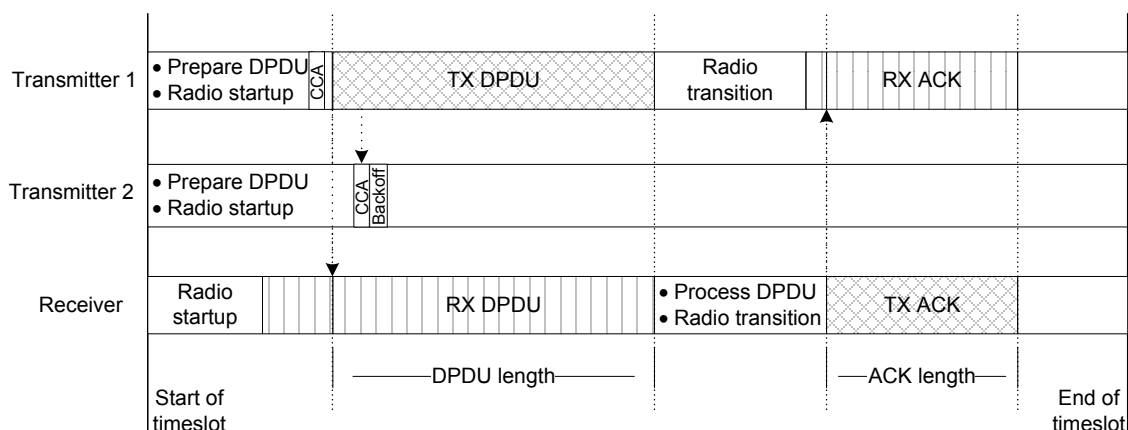 Transmitter 1
• Prepare DPDU
• Radio startup
CCA
TX DPDU
Radio
transition
RX ACK
Transmitter 2
• Prepare DPDU
• Radio startup
CCA
Backoff
Receiver
Radio
startup
RX DPDU
• Process DPDU
• Radio transition
TX ACK
DPDU length
ACK length
Start of
timeslot
End of
timeslot